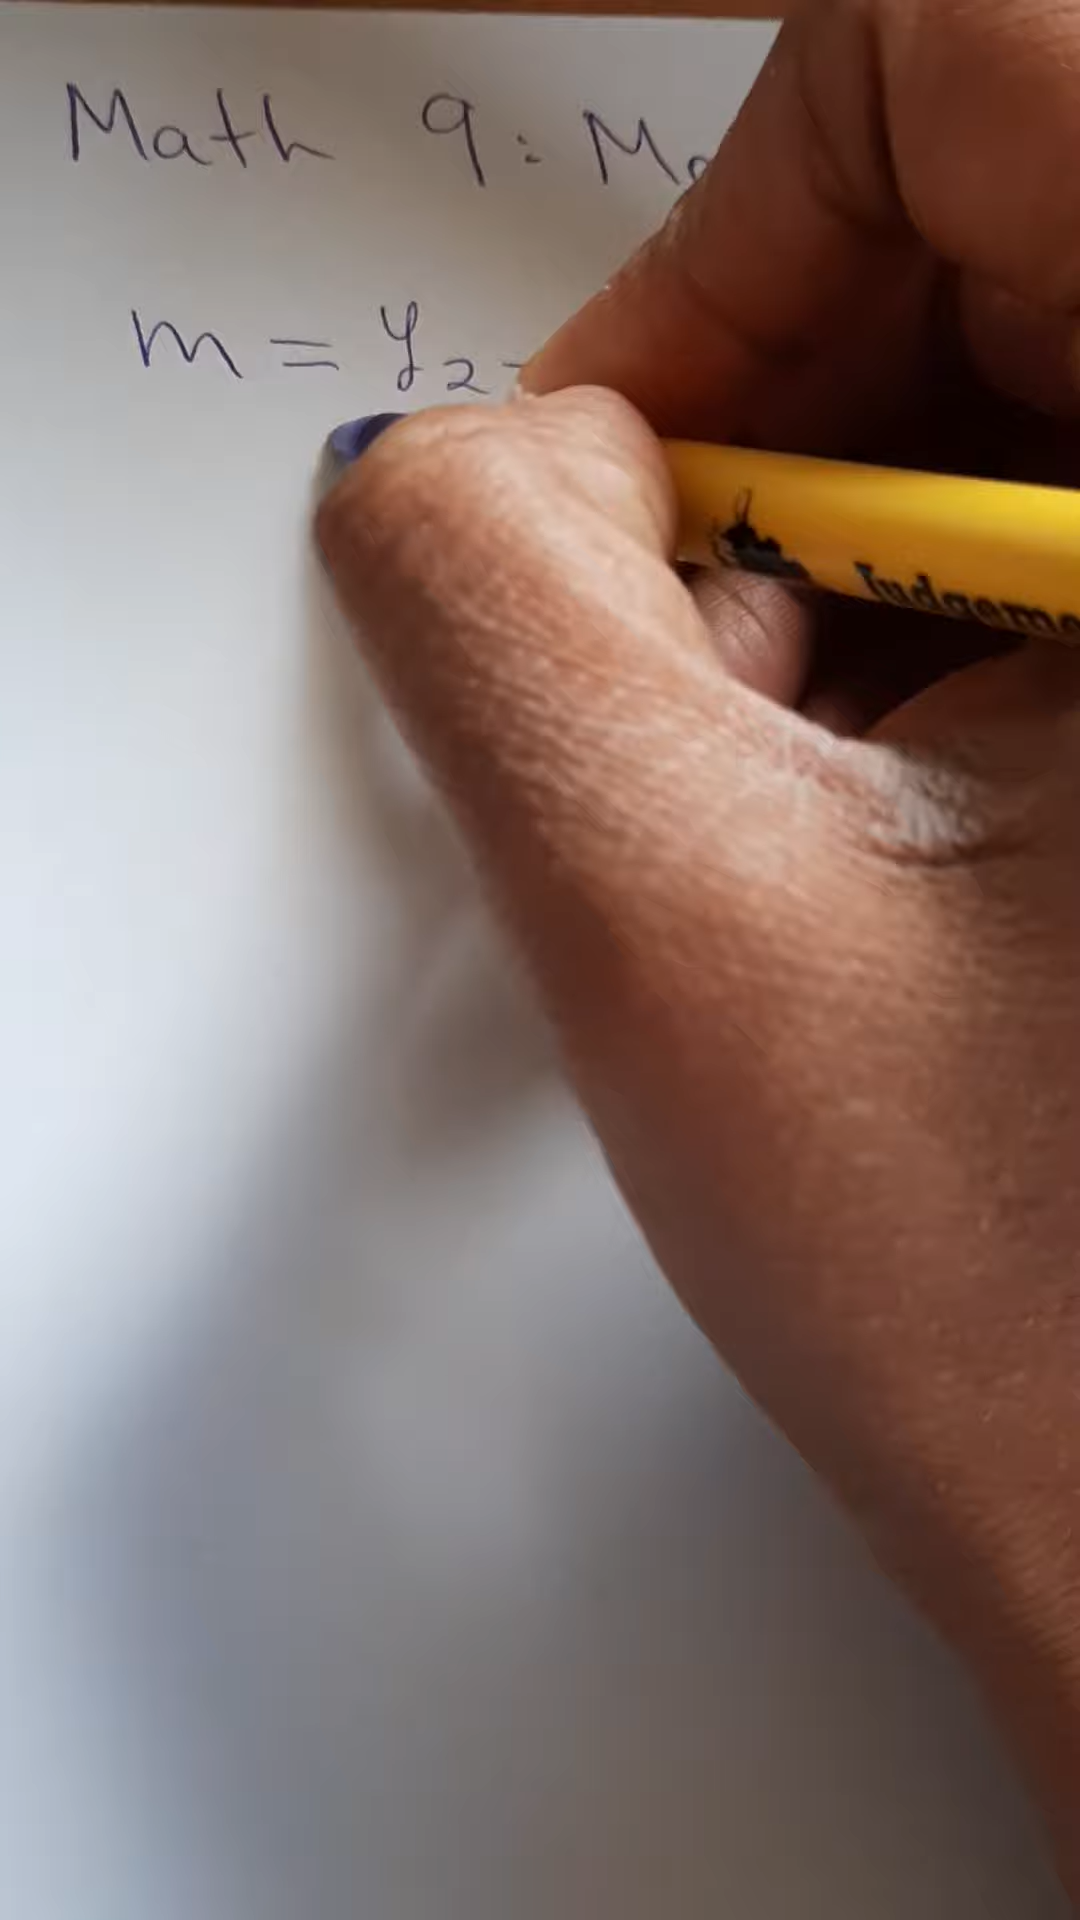 Math 9:
m = y₂ -